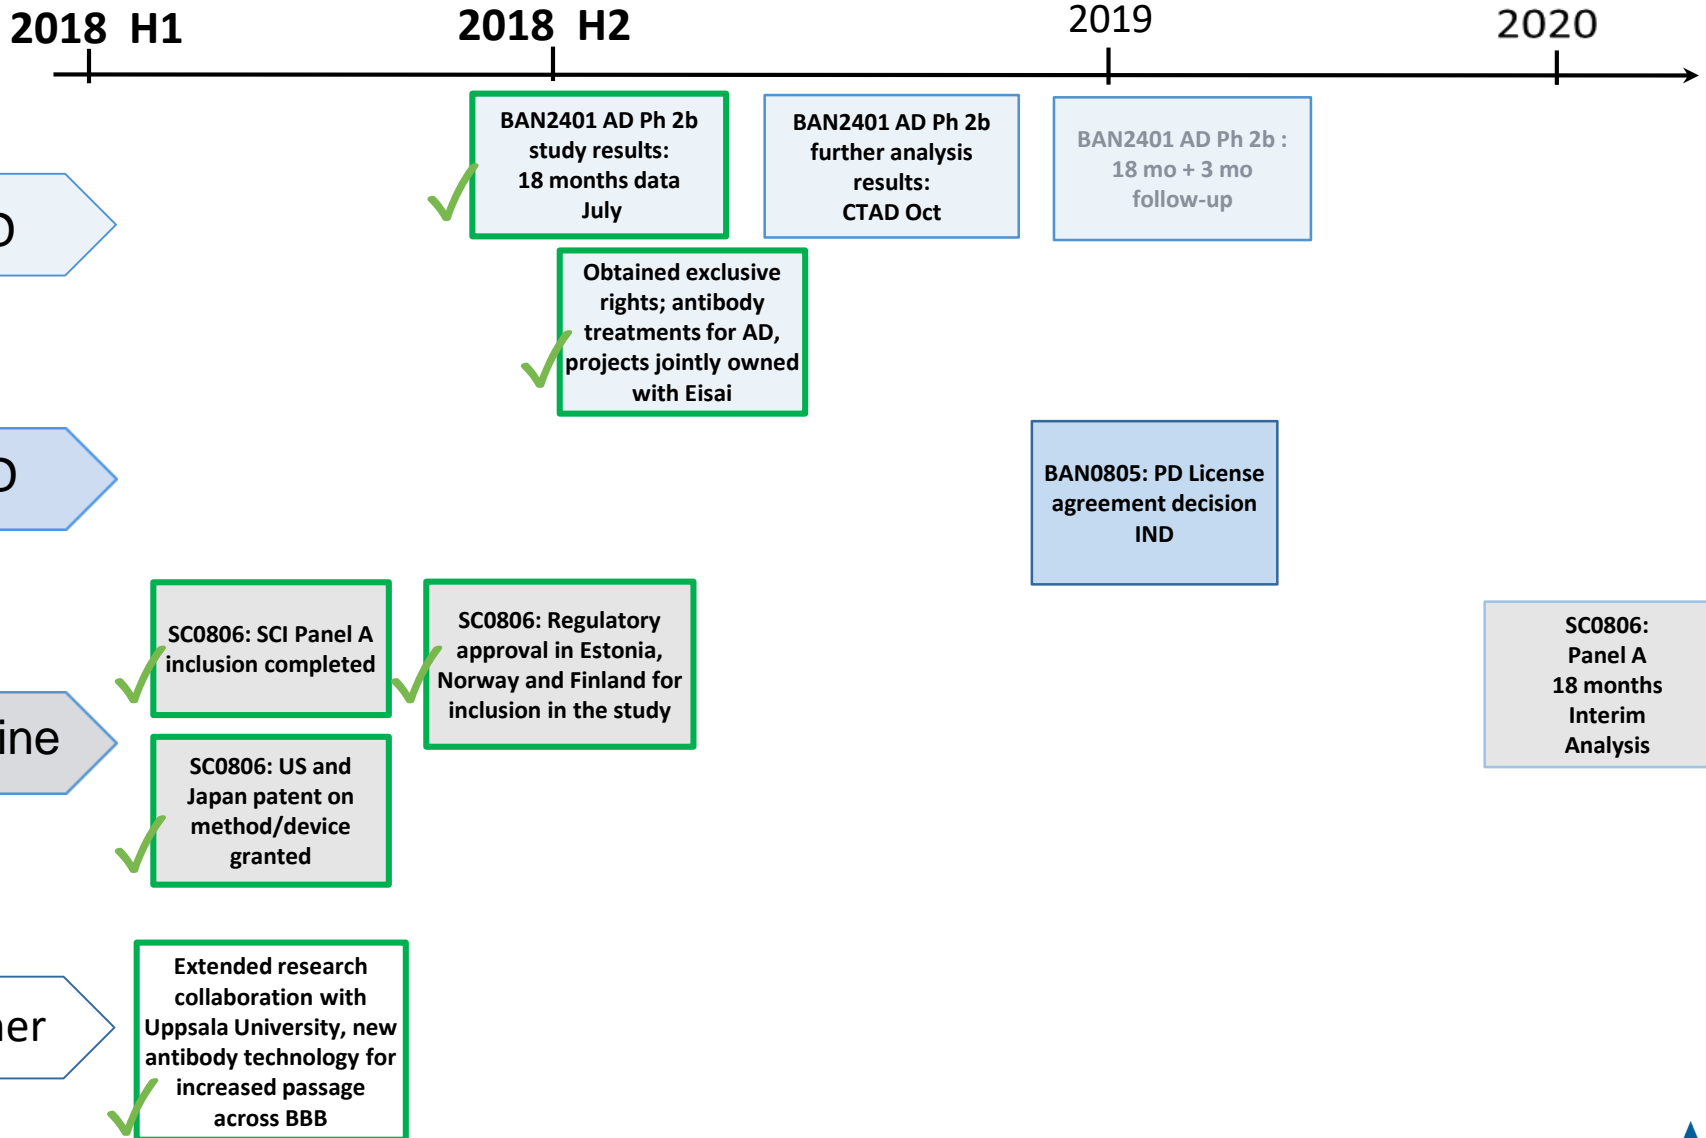 2018 H1
2018 H2
2019
2020
BAN2401 AD Ph 2b
study results:
18 months data
July
BAN2401 AD Ph 2b
further analysis
results:
CTAD Oct
BAN2401 AD Ph 2b :
18 mo + 3 mo
follow-up
Obtained exclusive
rights; antibody
treatments for AD,
projects jointly owned
with Eisai
D
BAN0805: PD License
agreement decision
IND
SC0806: SCI Panel A
inclusion completed
SC0806: Regulatory
approval in Estonia,
Norway and Finland for
inclusion in the study
SC0806:
Panel A
18 months
Interim
Analysis
ine
SC0806: US and
Japan patent on
method/device
granted
her
Extended research
collaboration with
Uppsala University, new
antibody technology for
increased passage
across BBB